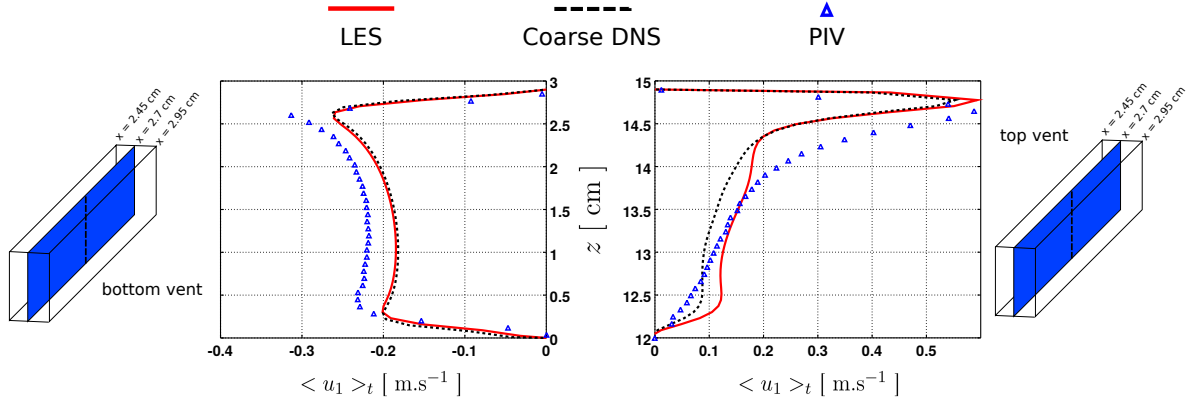 LES
Coarse DNS
PIV
x = 2.45 cm
x = 2.7 cm
x = 2.95 cm
bottom vent
3
2.5
2
1.5
1
0.5
0
-0.4
-0.3
-0.2
-0.1
0
< u₁ >ₜ [ m.s⁻¹ ]
z [ cm ]
15
14.5
14
13.5
13
12.5
12
0
0.1
0.2
0.3
0.4
0.5
< u₁ >ₜ [ m.s⁻¹ ]
top vent
x = 2.45 cm
x = 2.7 cm
x = 2.95 cm